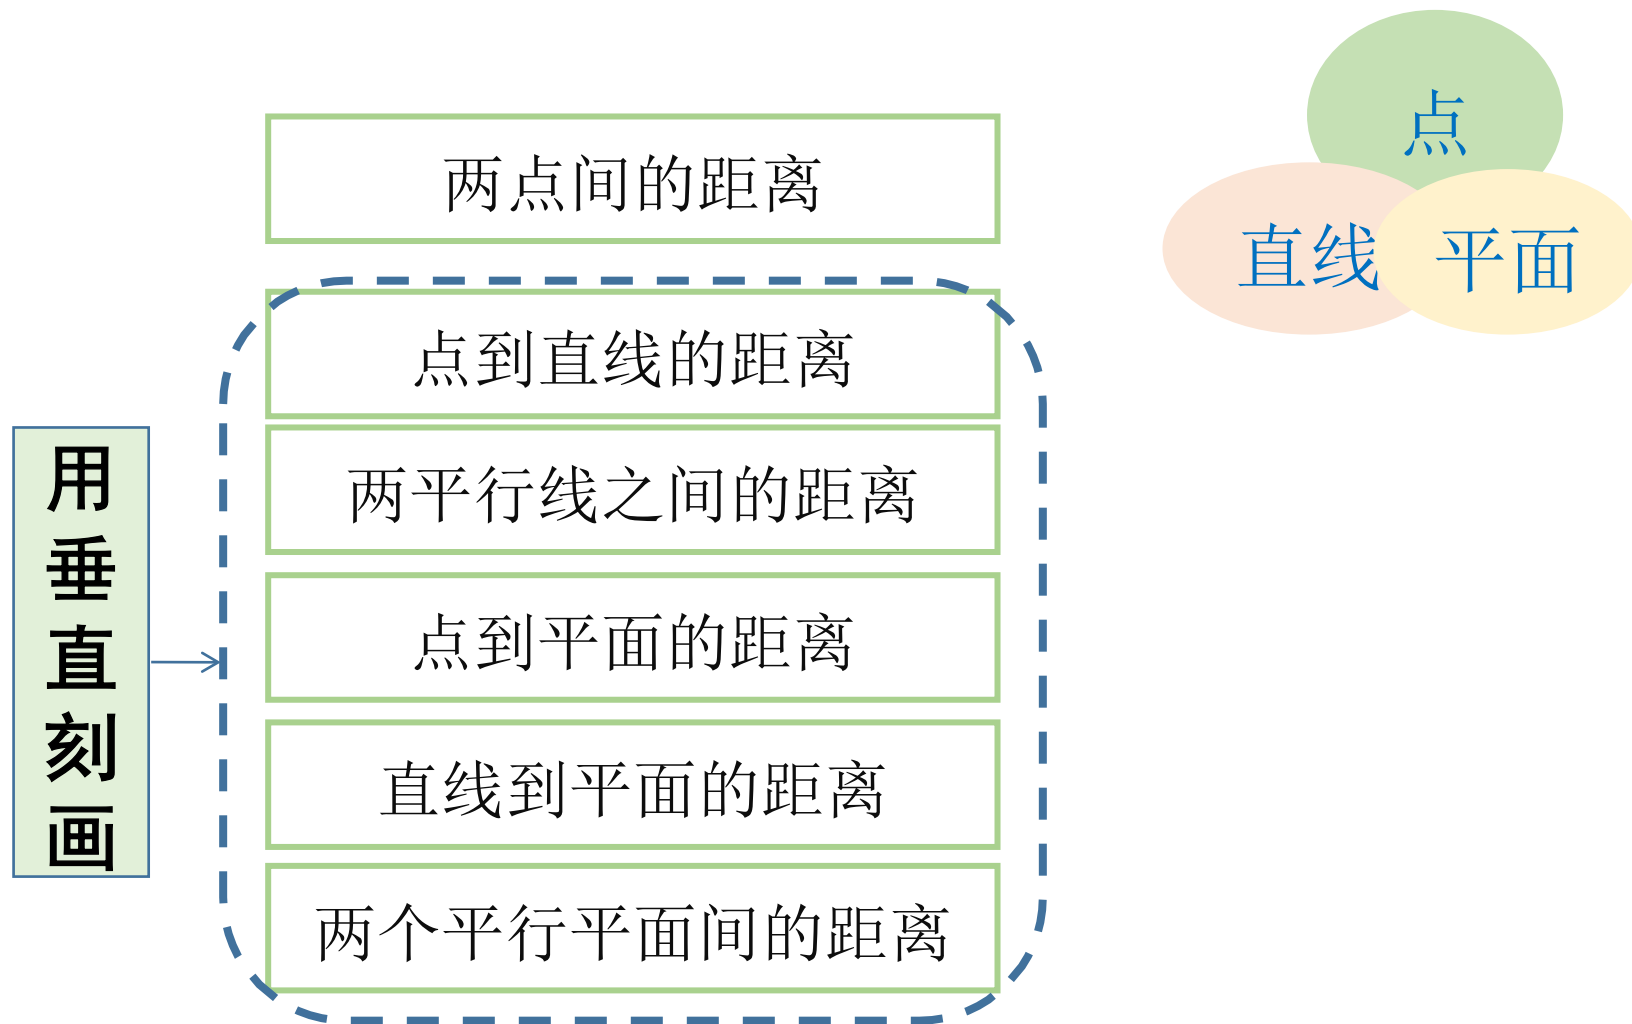 点
直线
平面
两点间的距离
点到直线的距离
两平行线之间的距离
点到平面的距离
直线到平面的距离
两个平行平面间的距离
用垂直刻画